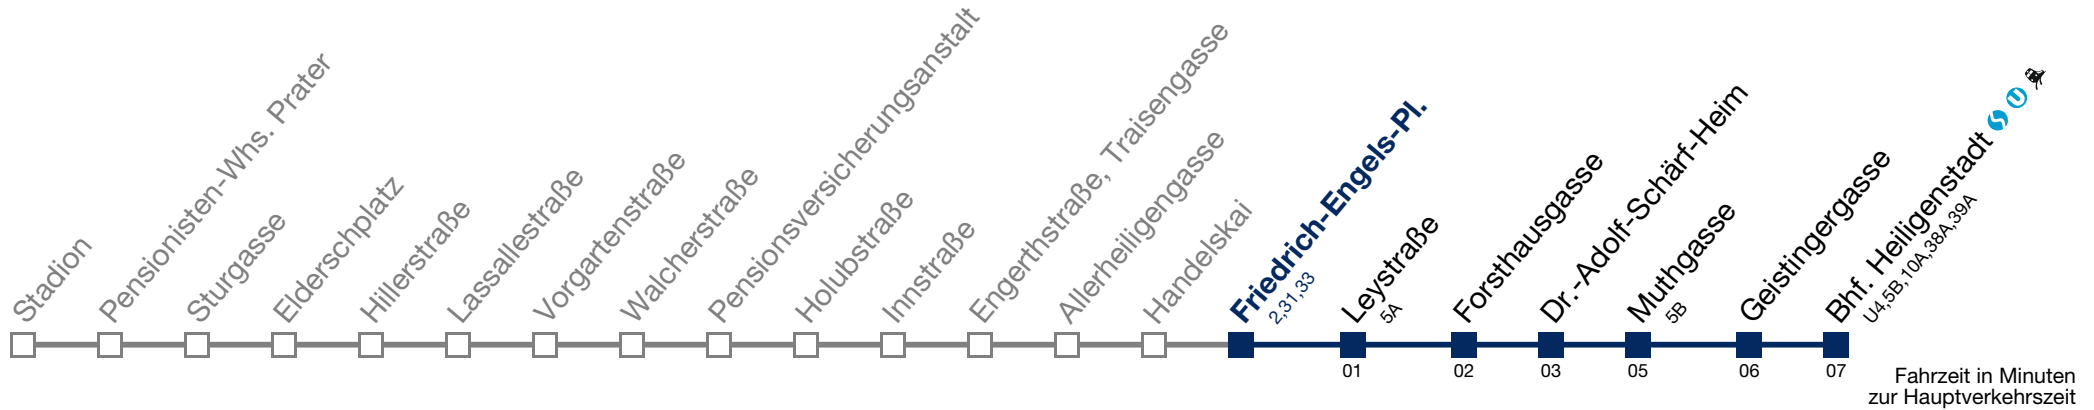 Stadion
Pensionisten-Whs. Prater
Sturgasse
Elderschplatz
Hillerstraße
Lassallestraße
Vorgartenstraße
Walcherstraße
Pensionsversicherungsanstalt
Holubstraße
Innstraße
Engerthstraße, Traisengasse
Allerheiligengasse
Handelskai
Friedrich-Engels-Pl.
2,31,33
Leystraße
5A
Forsthausgasse
Dr.-Adolf-Schärf-Heim
Muthgasse
5B
Geistingergasse
Bhf. Heiligenstadt S U
U4,5B,10A,38A,39A
01 02 03 05 06 07
Fahrzeit in Minuten
zur Hauptverkehrszeit